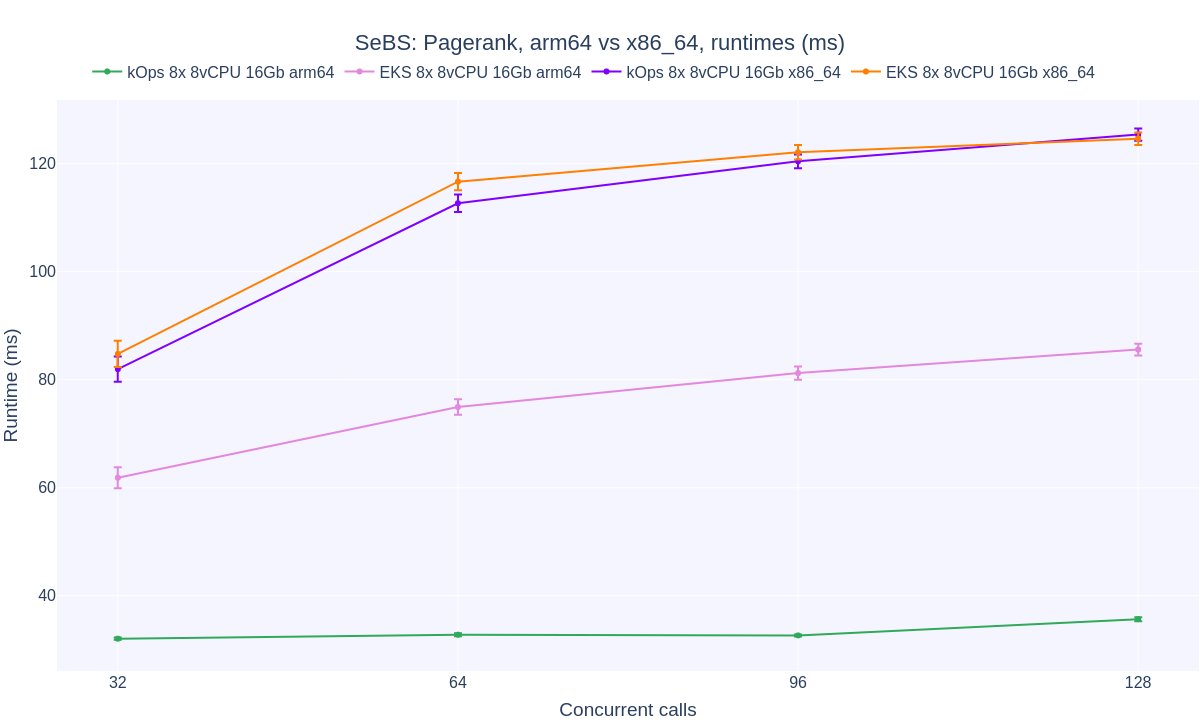 SeBS: Pagerank, arm64 vs x86_64, runtimes (ms)
kOps 8x 8vCPU 16Gb arm64 EKS 8x 8vCPU 16Gb arm64 kOps 8x 8vCPU 16Gb x86_64 EKS 8x 8vCPU 16Gb x86_64
120
100
80
60
40
Runtime (ms)
32 64 96 128
Concurrent calls